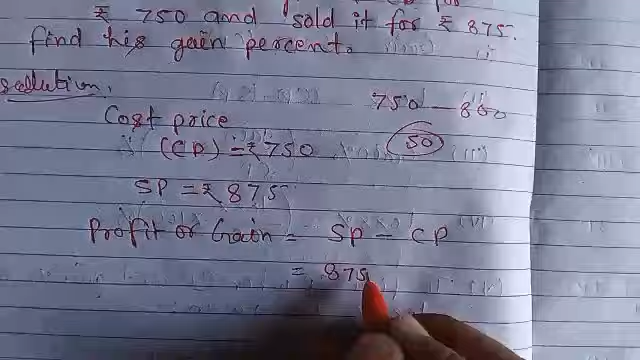 ₹ 750 and sold it for ₹ 875.
find his gain percent.
Solution.
750 - 800
50
Cost price
(CP) = ₹750
SP = ₹ 875
Profit or Gain = SP - CP
= 875